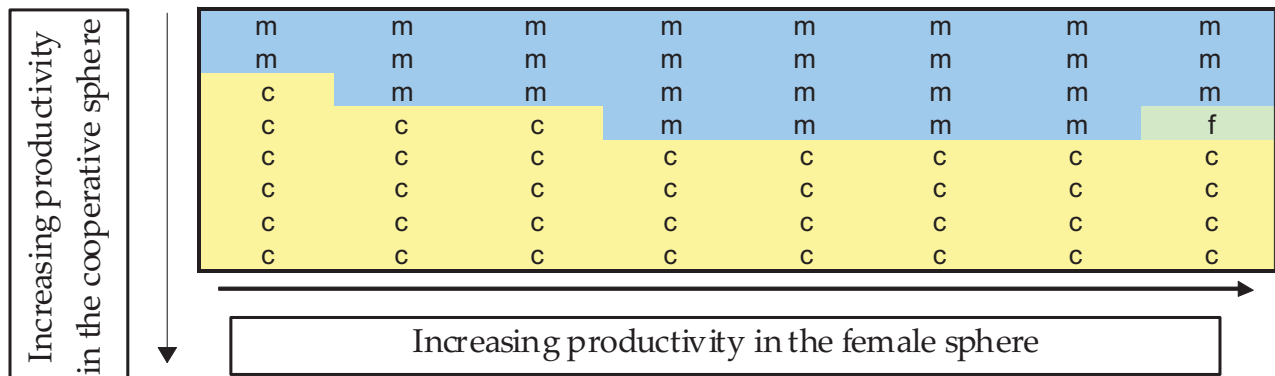 Increasing productivity
in the cooperative sphere
m m m m m m m m
m m m m m m m m
c m m m m m m m
c c c m m m m f
c c c c c c c c
c c c c c c c c
c c c c c c c c
c c c c c c c c
Increasing productivity in the female sphere